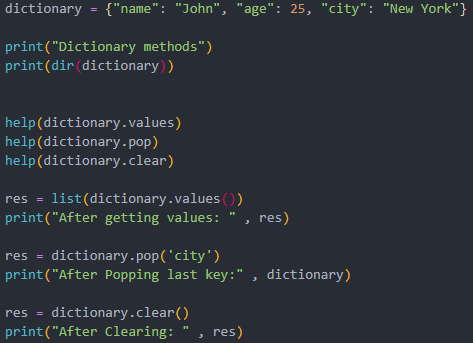 dictionary = {"name": "John", "age": 25, "city": "New York"}
print("Dictionary methods")
print(dir(dictionary))
help(dictionary.values)
help(dictionary.pop)
help(dictionary.clear)
res = list(dictionary.values())
print("After getting values: " , res)
res = dictionary.pop('city')
print("After Popping last key:" , dictionary)
res = dictionary.clear()
print("After Clearing: " , res)